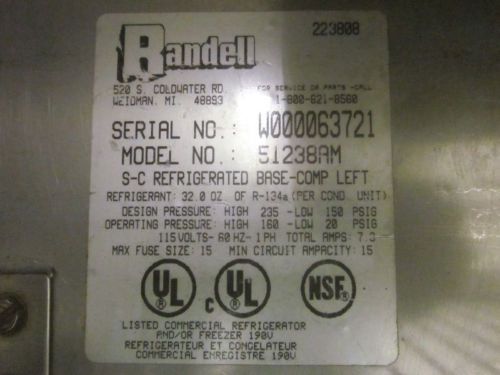 Randell
223808
520 S. COLDWATER RD.
WEIDMAN, MI. 48893
FOR SERVICE OR PARTS -CALL
1-800-621-8560
SERIAL NO.: W000063721
MODEL NO.: 51238AM
S-C REFRIGERATED BASE-COMP LEFT
REFRIGERANT: 32.0 OZ. OF R-134a (PER COND. UNIT)
DESIGN PRESSURE: HIGH 235 -LOW 150 PSIG
OPERATING PRESSURE: HIGH 160 -LOW 20 PSIG
115 VOLTS- 60 HZ- 1 PH TOTAL AMPS: 7.3
MAX FUSE SIZE: 15 MIN CIRCUIT AMPACITY: 15
UL ® C UL ® NSF®
LISTED COMMERCIAL REFRIGERATOR
AND/OR FREEZER 190V
REFRIGERATEUR ET CONGELATEUR
COMMERCIAL ENREGISTRE 190V